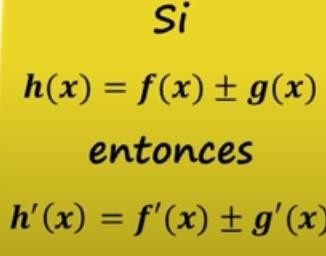 Si
h(x) = f(x) ± g(x)
entonces
h′(x) = f′(x) ± g′(x)